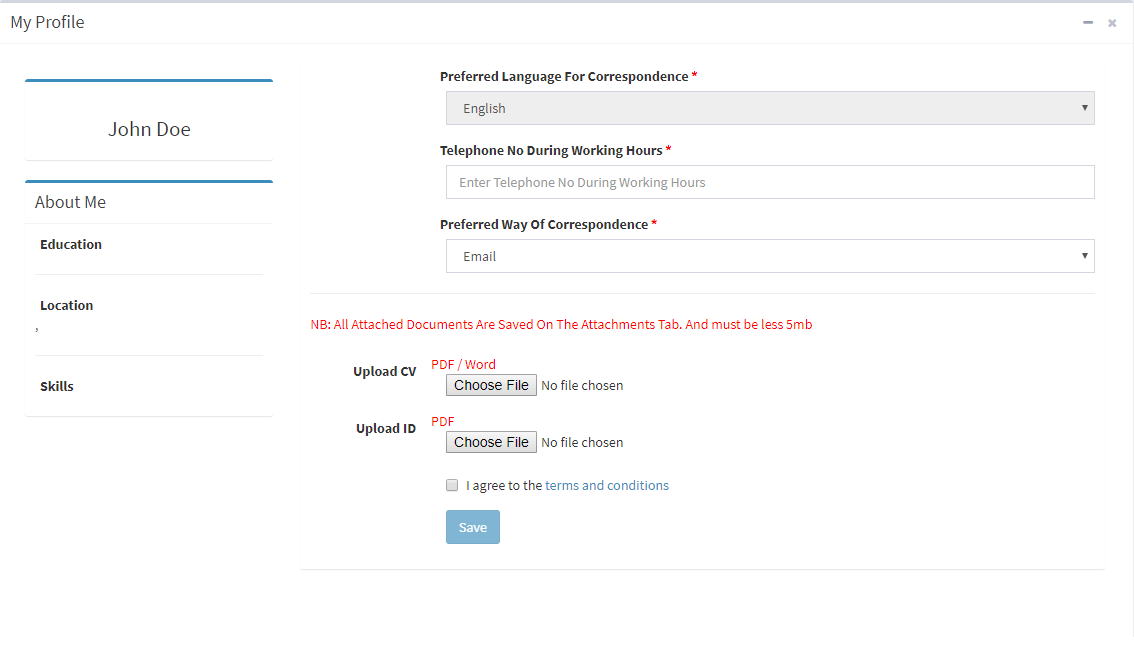 My Profile
John Doe
About Me
Education
Location
,
Skills
Preferred Language For Correspondence *
English
Telephone No During Working Hours *
Enter Telephone No During Working Hours
Preferred Way Of Correspondence *
Email
NB: All Attached Documents Are Saved On The Attachments Tab. And must be less 5mb
Upload CV
PDF / Word
Choose File No file chosen
Upload ID
PDF
Choose File No file chosen
I agree to the terms and conditions
Save